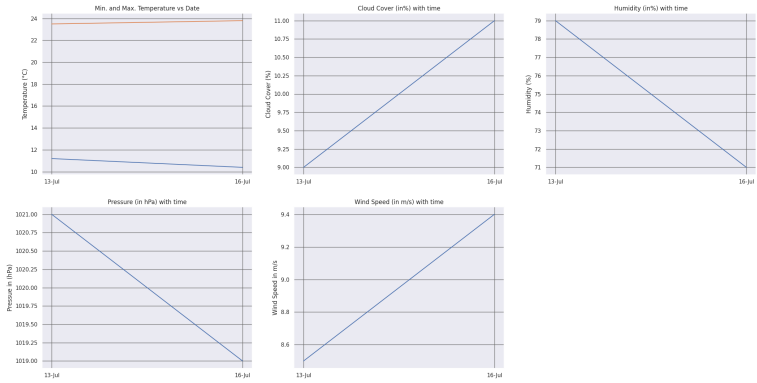 Min. and Max. Temperature vs Date
Temperature (°C)
24
22
20
18
16
14
12
10
13-Jul
16-Jul
Cloud Cover (in%) with time
Cloud Cover (%)
11.00
10.75
10.50
10.25
10.00
9.75
9.50
9.25
9.00
13-Jul
16-Jul
Humidity (in%) with time
Humidity (%)
79
78
77
76
75
74
73
72
71
13-Jul
16-Jul
Pressure (in hPa) with time
Pressue in (hPa)
1021.00
1020.75
1020.50
1020.25
1020.00
1019.75
1019.50
1019.25
1019.00
13-Jul
16-Jul
Wind Speed (in m/s) with time
Wind Speed in m/s
9.4
9.2
9.0
8.8
8.6
13-Jul
16-Jul